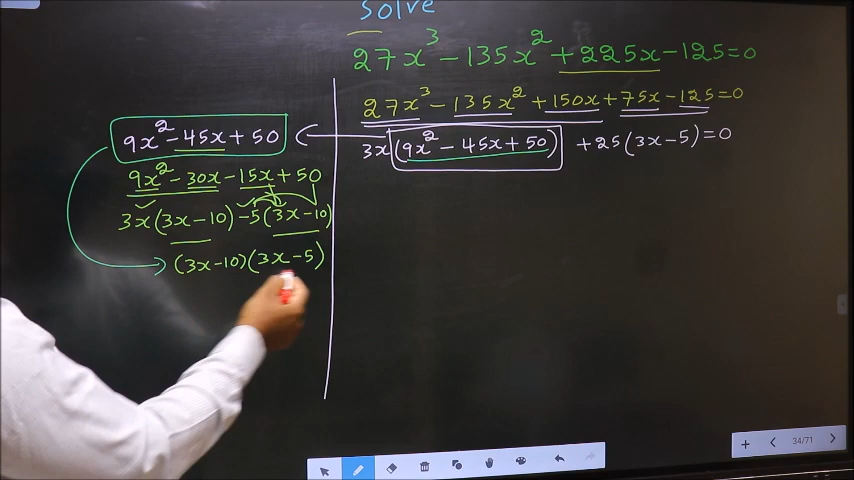 Solve
27x³ - 135x² + 225x - 125 = 0
27x³ - 135x² + 150x + 75x - 125 = 0
3x(9x² - 45x + 50) + 25(3x - 5) = 0
9x² - 45x + 50
9x² - 30x - 15x + 50
3x(3x - 10) - 5(3x - 10)
(3x - 10)(3x - 5)
34/71